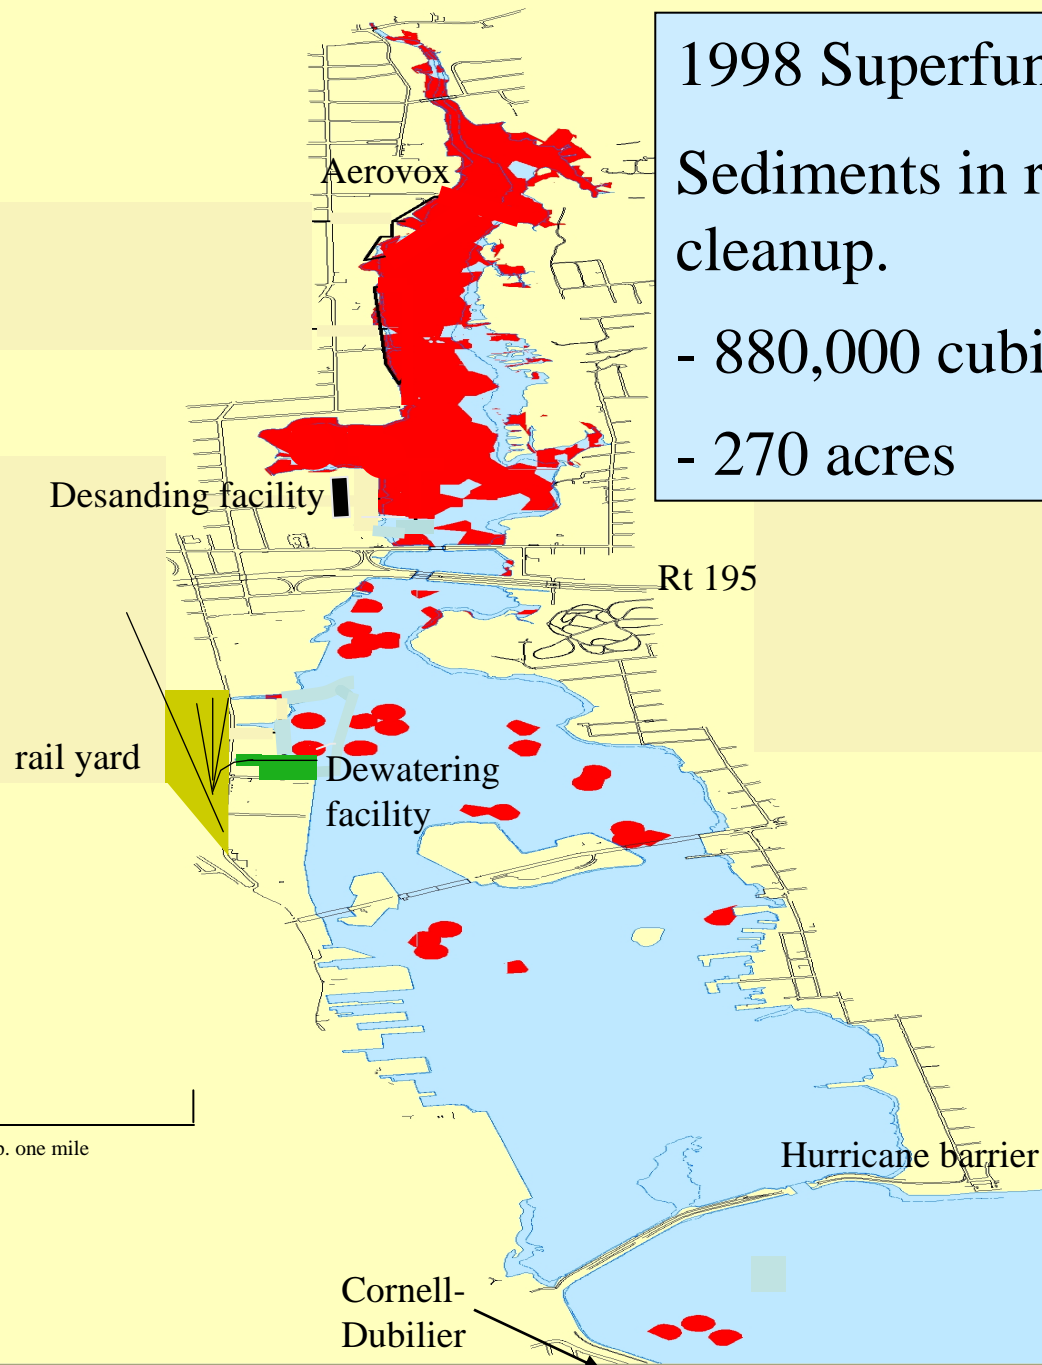 1998 Superfun
Sediments in r
cleanup.
- 880,000 cubi
- 270 acres
Aerovox
Desanding facility
Rt 195
rail yard
Dewatering
facility
. one mile
Hurricane barrier
Cornell-
Dubilier